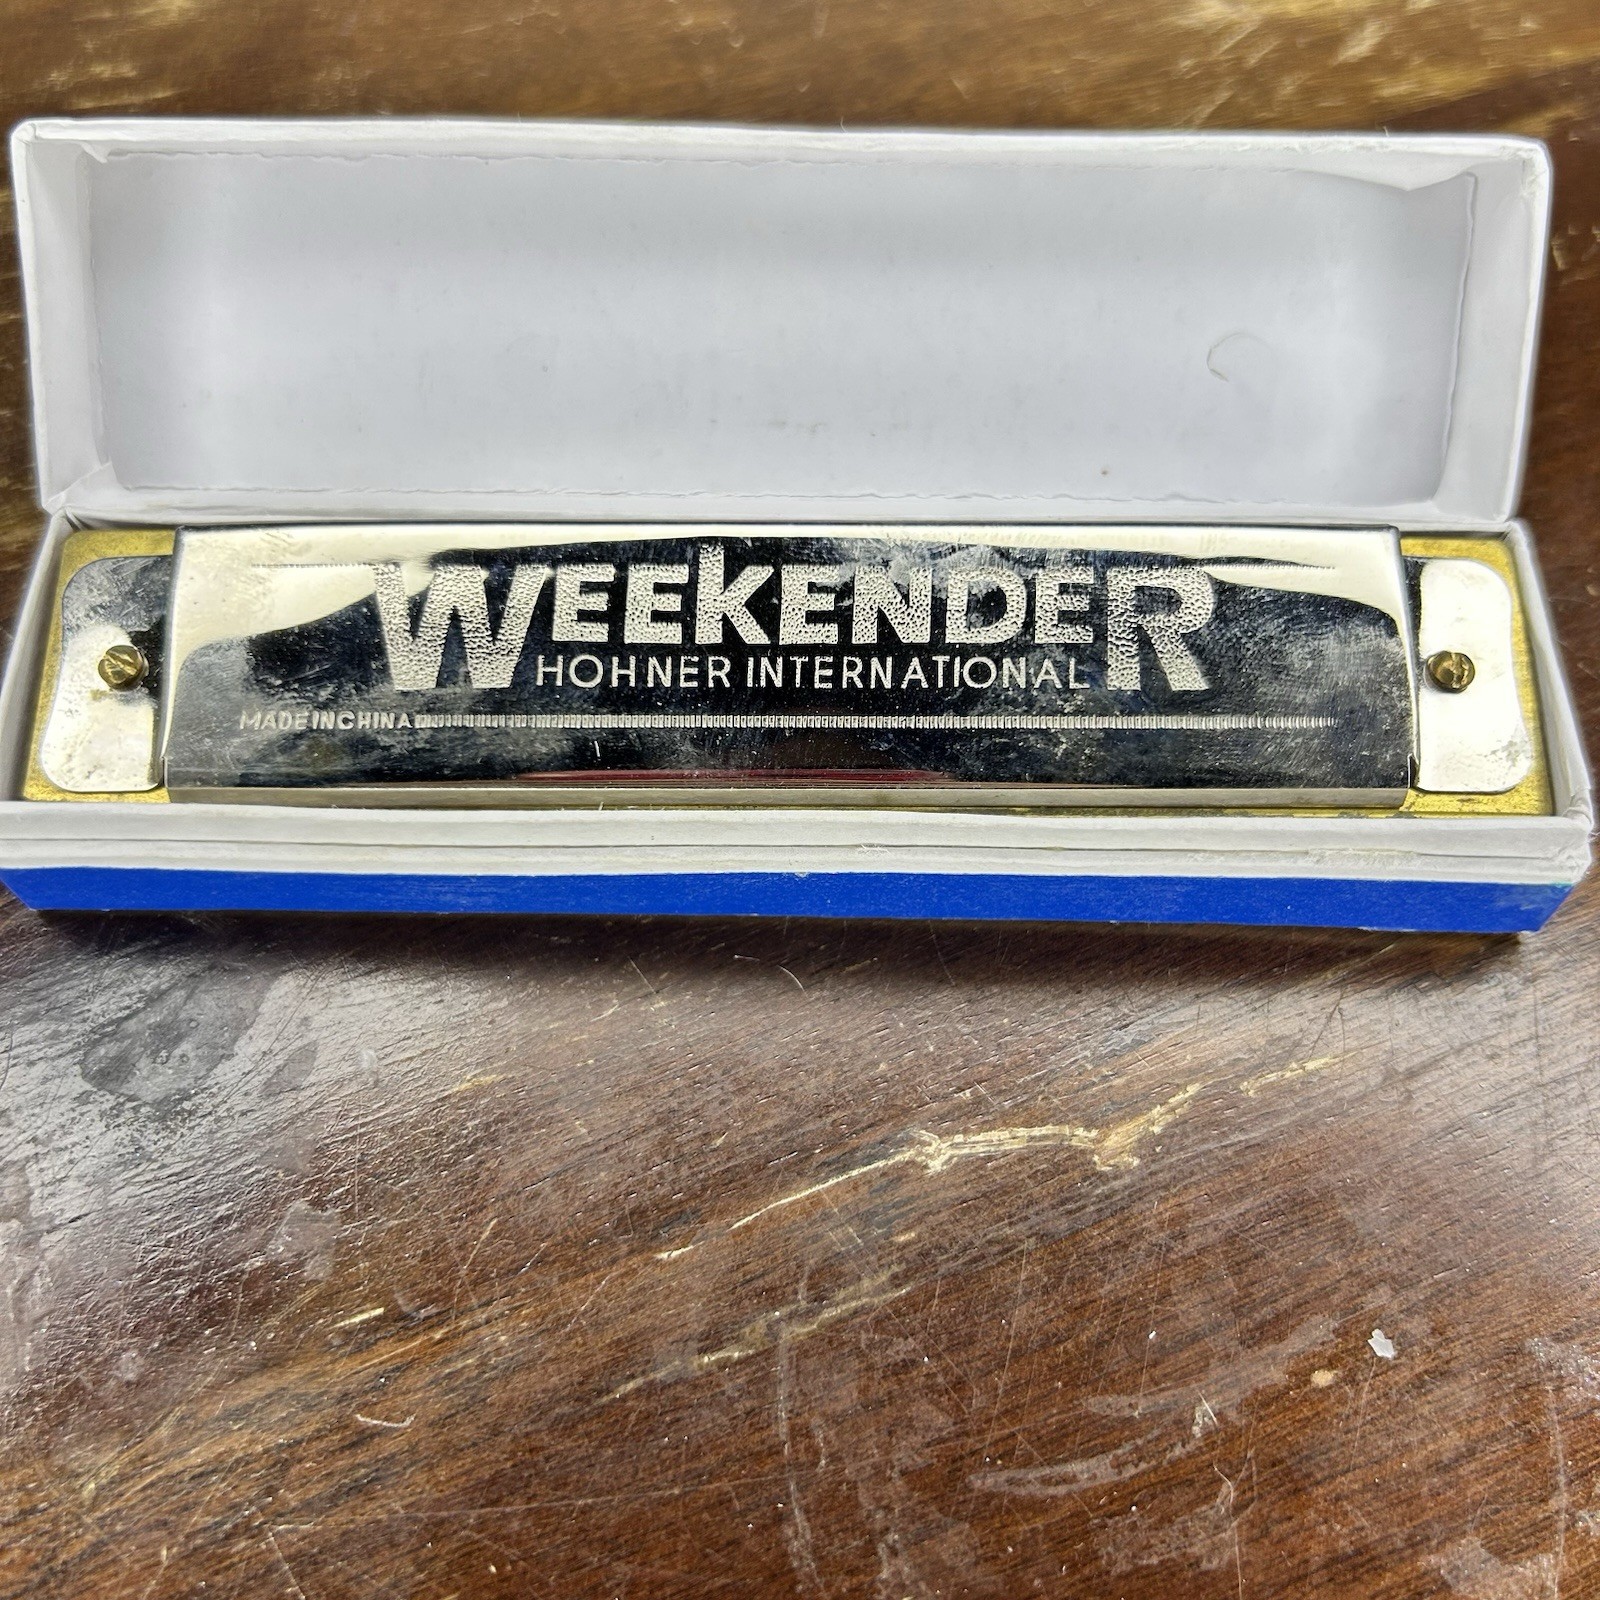 WEEKENDER
HOHNER INTERNATIONAL
MADE IN CHINA